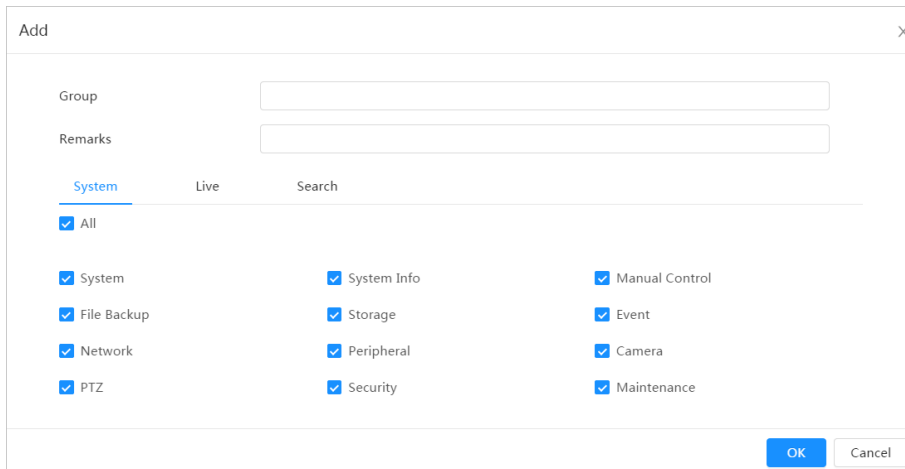 Add
Group
Remarks
System Live Search
All
System System Info Manual Control
File Backup Storage Event
Network Peripheral Camera
PTZ Security Maintenance
OK Cancel